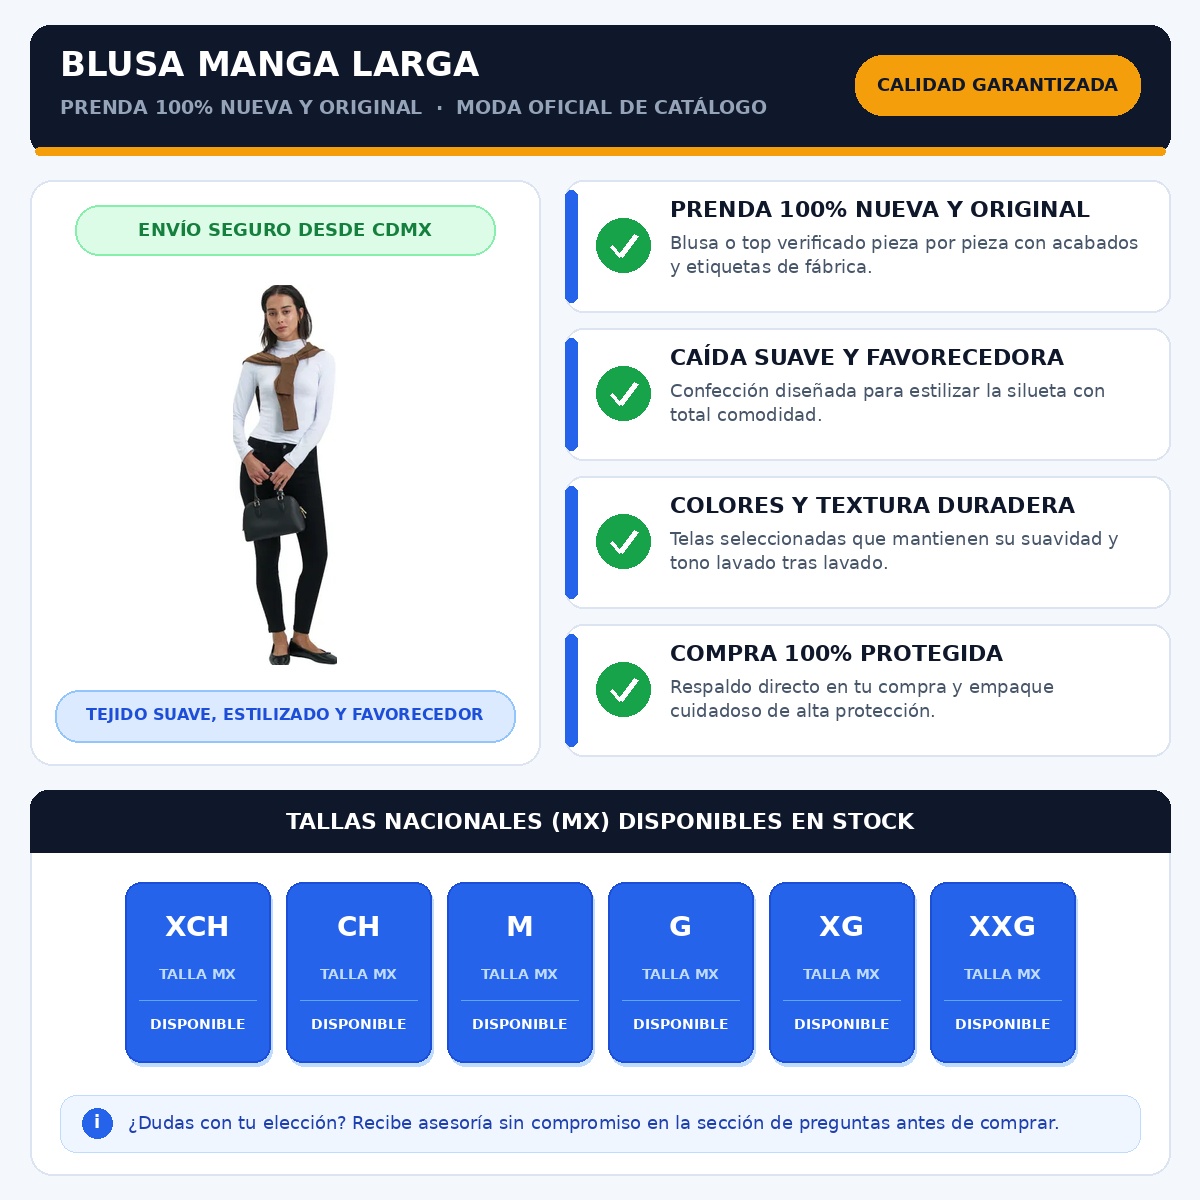 BLUSA MANGA LARGA
PRENDA 100% NUEVA Y ORIGINAL · MODA OFICIAL DE CATÁLOGO
CALIDAD GARANTIZADA
ENVÍO SEGURO DESDE CDMX
TEJIDO SUAVE, ESTILIZADO Y FAVORECEDOR
PRENDA 100% NUEVA Y ORIGINAL
Blusa o top verificado pieza por pieza con acabados
y etiquetas de fábrica.
CAÍDA SUAVE Y FAVORECEDORA
Confección diseñada para estilizar la silueta con
total comodidad.
COLORES Y TEXTURA DURADERA
Telas seleccionadas que mantienen su suavidad y
tono lavado tras lavado.
COMPRA 100% PROTEGIDA
Respaldo directo en tu compra y empaque
cuidadoso de alta protección.
TALLAS NACIONALES (MX) DISPONIBLES EN STOCK
XCH
TALLA MX
DISPONIBLE
CH
TALLA MX
DISPONIBLE
M
TALLA MX
DISPONIBLE
G
TALLA MX
DISPONIBLE
XG
TALLA MX
DISPONIBLE
XXG
TALLA MX
DISPONIBLE
i ¿Dudas con tu elección? Recibe asesoría sin compromiso en la sección de preguntas antes de comprar.